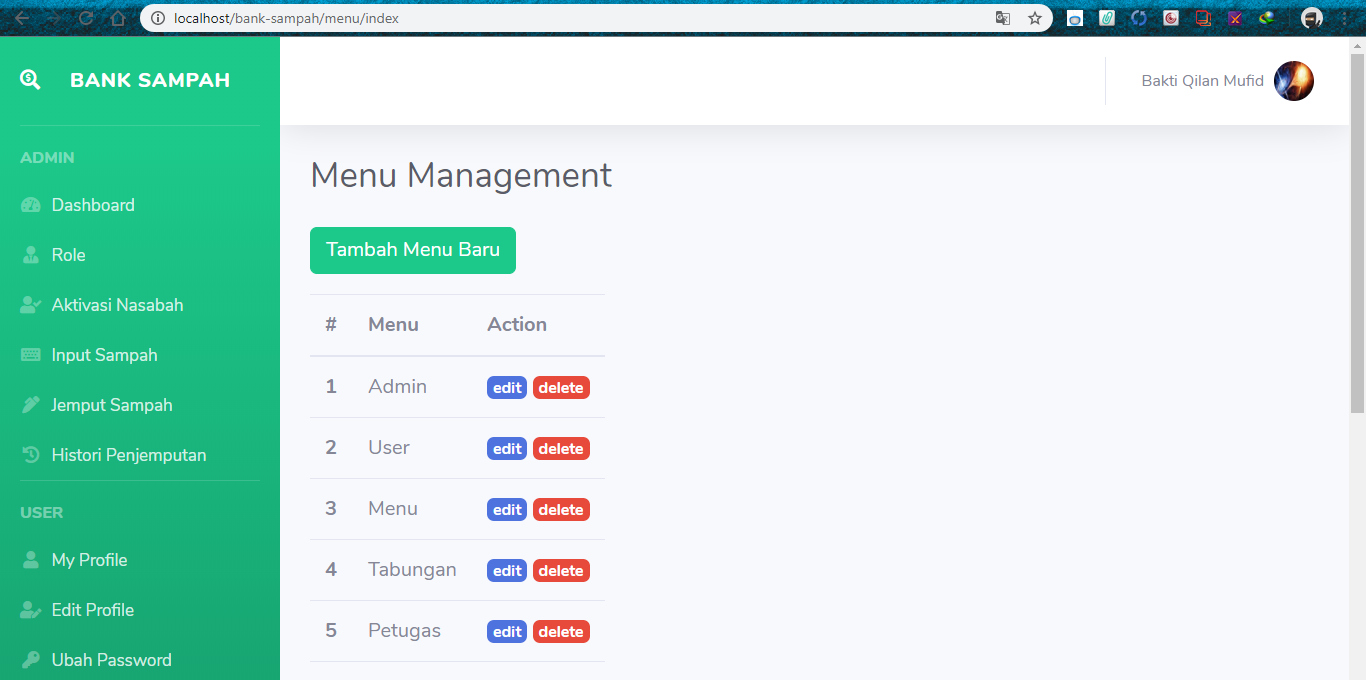 localhost/bank-sampah/menu/index
BANK SAMPAH
Bakti Qilan Mufid
ADMIN
Dashboard
Role
Aktivasi Nasabah
Input Sampah
Jemput Sampah
Histori Penjemputan
USER
My Profile
Edit Profile
Ubah Password
Menu Management
Tambah Menu Baru
# Menu Action
1 Admin edit delete
2 User edit delete
3 Menu edit delete
4 Tabungan edit delete
5 Petugas edit delete